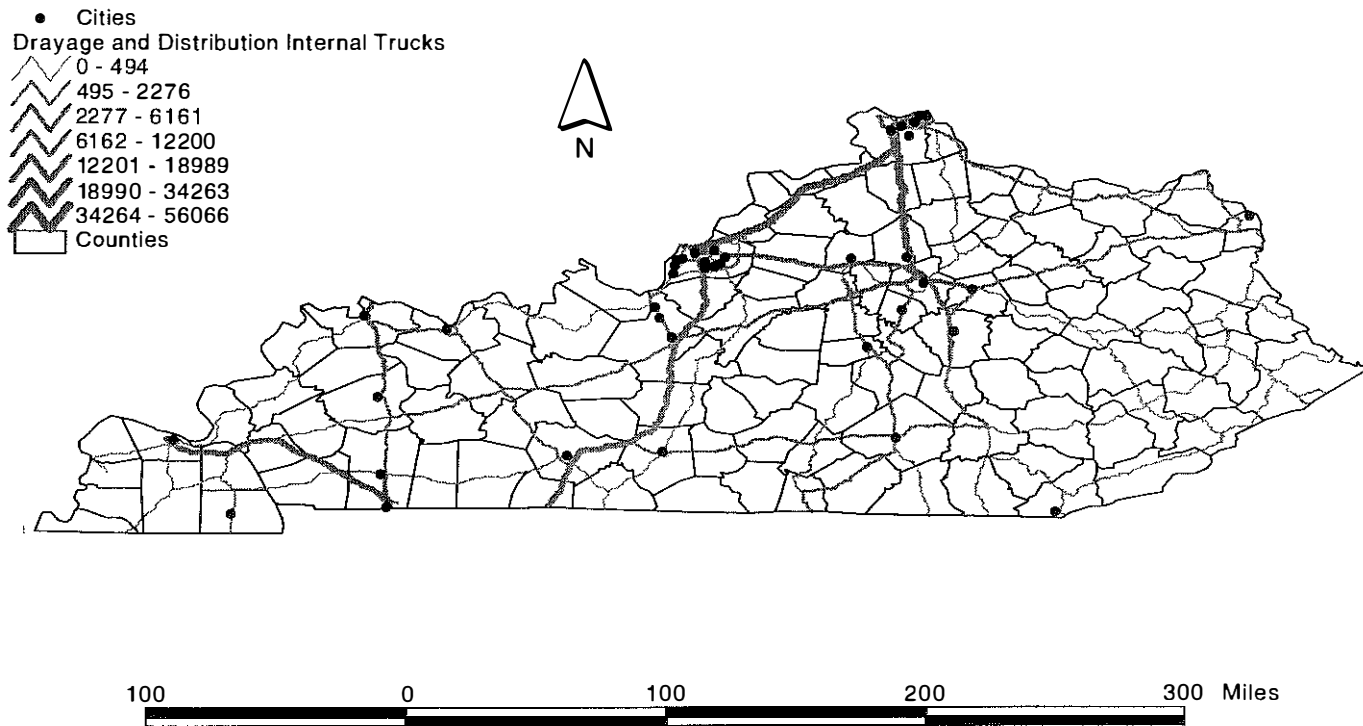 Cities
Drayage and Distribution Internal Trucks
0 - 494
495 - 2276
2277 - 6161
6162 - 12200
12201 - 18989
18990 - 34263
34264 - 56066
Counties
N
100 0 100 200 300 Miles